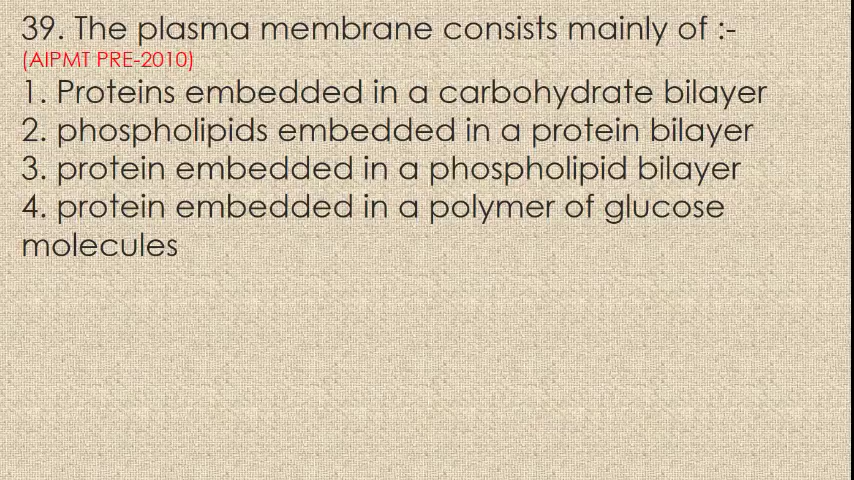 39. The plasma membrane consists mainly of :-
(AIPMT PRE-2010)
1. Proteins embedded in a carbohydrate bilayer
2. phospholipids embedded in a protein bilayer
3. protein embedded in a phospholipid bilayer
4. protein embedded in a polymer of glucose
molecules